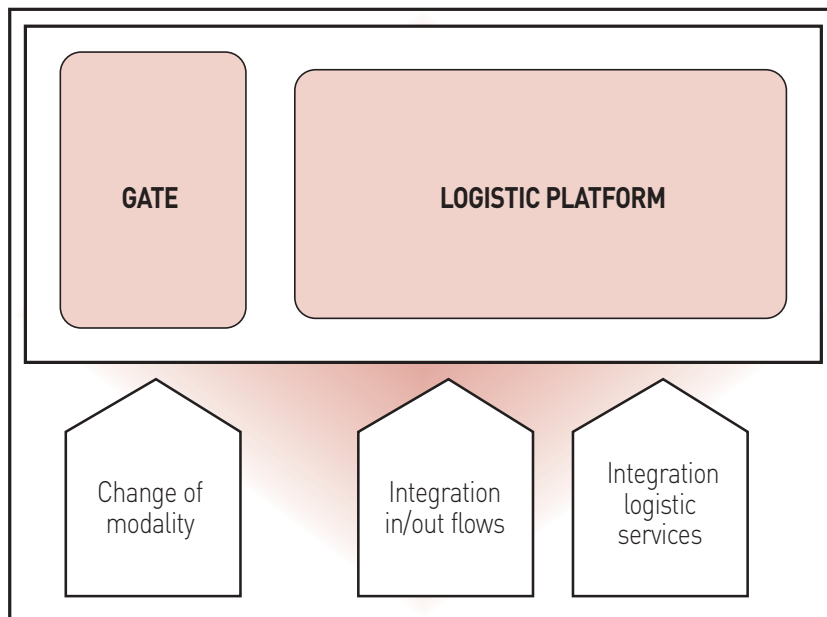 GATE
LOGISTIC PLATFORM
Change of
modality
Integration
in/out flows
Integration
logistic
services